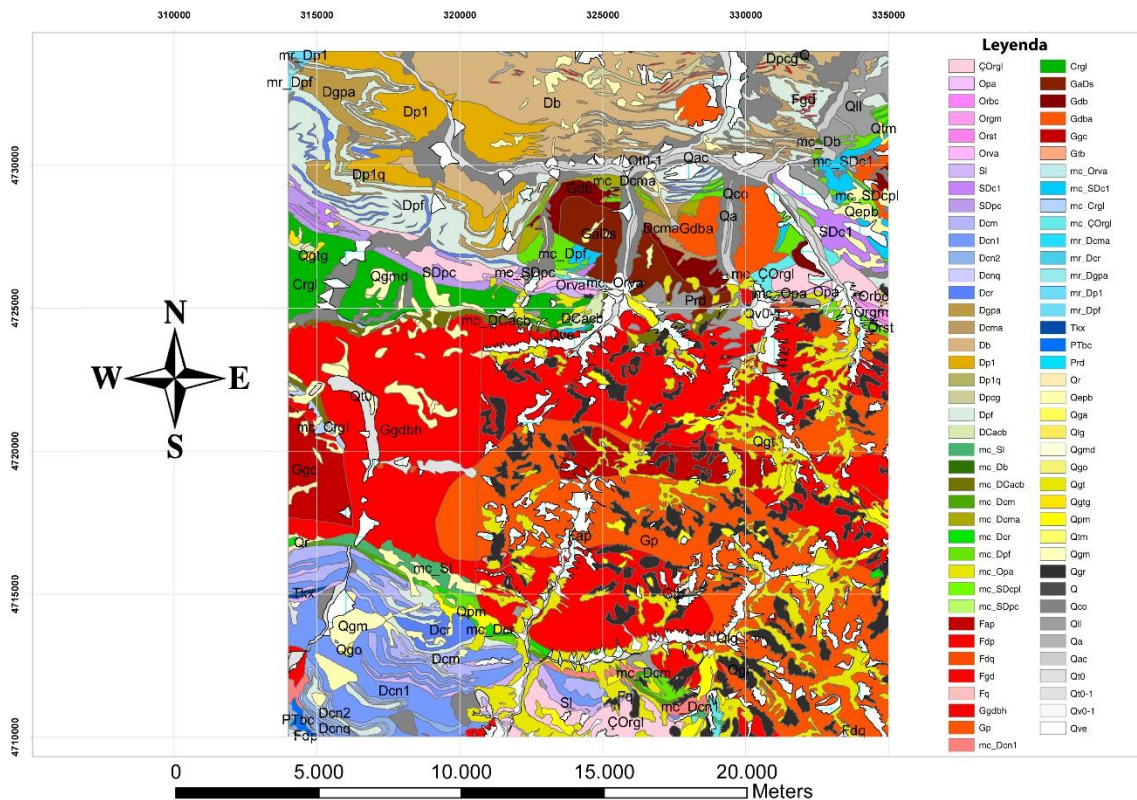 310000 315000 320000 325000 330000 335000
mr_Dp1
mr_Dpf
Dgpa
Dp1
Db
DpcgQ
Fgd
Qll
Qtm
mc_Db
4730000
Qt0-1
Qac
mc_SDc1
Dp1q
mc_Dcma
Gdb
Qco
mc_SDcpl
Dpf
Qa
Qepb
GaDs
DcmaGdba
SDc1
Qgtg
mc_Dpf
Qgmd
SDpc
mc_SDpc
mc_ÇOrgl
Crgl
Orva
mc_Orva
mc_Opa
Opa
Orbc
4725000
Prd
mc_DCacb
DCacb
Qv0-1
Orgm
Qve
Orst
N
W
E
S
Qt0
mc_Crgl
Qgt
4720000
Ggc
Ggdbh
Fap
Gp
Qr
mc_Sl
4715000
Tkx
Qpm
Qgm
Dcr
mc_Dcr
Qlg
Qgo
Dcm
mc_Dcm
Dcn1
Sl
Fq
mc_Dcn1
Dcn2
PTbc
ÇOrgl
Dcnq
4710000
Fdp
Fdq
0 5.000 10.000 15.000 20.000
Meters
Leyenda
ÇOrgl
Opa
Orbc
Orgm
Orst
Orva
Sl
SDc1
SDpc
Dcm
Dcn1
Dcn2
Dcnq
Dcr
Dgpa
Dcma
Db
Dp1
Dp1q
Dpcg
Dpf
DCacb
mc_Sl
mc_Db
mc_DCacb
mc_Dcm
mc_Dcma
mc_Dcr
mc_Dpf
mc_Opa
mc_SDcpl
mc_SDpc
Fap
Fdp
Fdq
Fgd
Fq
Ggdbh
Gp
mc_Dcn1
Crgl
GaDs
Gdb
Gdba
Ggc
Gtb
mc_Orva
mc_SDc1
mc_Crgl
mc_ÇOrgl
mr_Dcma
mr_Dcr
mr_Dgpa
mr_Dp1
mr_Dpf
Tkx
PTbc
Prd
Qr
Qepb
Qga
Qlg
Qgmd
Qgo
Qgt
Qgtg
Qpm
Qtm
Qgm
Qgr
Q
Qco
Qll
Qa
Qac
Qt0
Qt0-1
Qv0-1
Qve